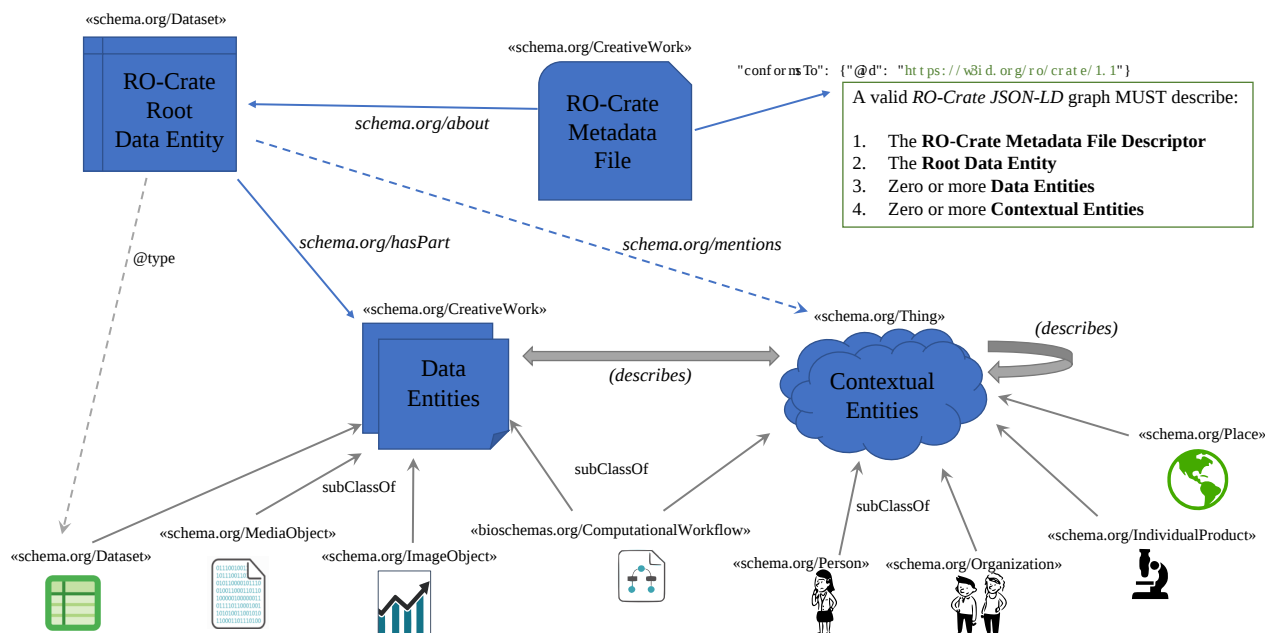 «schema.org/Dataset»
RO-Crate
Root
Data Entity
«schema.org/CreativeWork»
RO-Crate
Metadata
File
schema.org/about
"conformsTo": {"@id": "https://w3id.org/ro/crate/1.1"}
A valid RO-Crate JSON-LD graph MUST describe:
1. The RO-Crate Metadata File Descriptor
2. The Root Data Entity
3. Zero or more Data Entities
4. Zero or more Contextual Entities
schema.org/hasPart
schema.org/mentions
@type
«schema.org/CreativeWork»
Data
Entities
(describes)
«schema.org/Thing»
Contextual
Entities
(describes)
subClassOf
subClassOf
subClassOf
«schema.org/Place»
«schema.org/Dataset»
«schema.org/MediaObject»
«schema.org/ImageObject»
«bioschemas.org/ComputationalWorkflow»
«schema.org/Person»
«schema.org/Organization»
«schema.org/IndividualProduct»